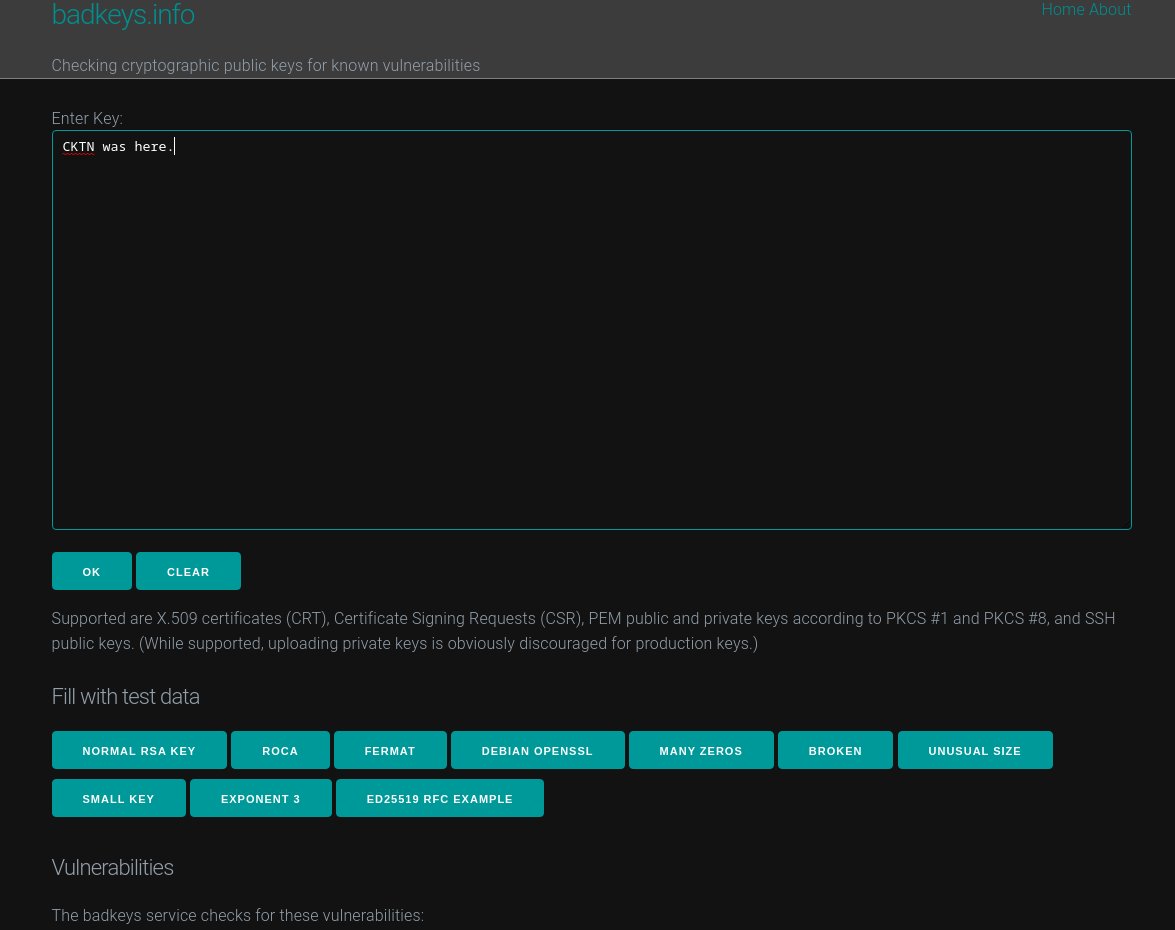 badkeys.info
Home About
Checking cryptographic public keys for known vulnerabilities
Enter Key:
CKTN was here.
OK CLEAR
Supported are X.509 certificates (CRT), Certificate Signing Requests (CSR), PEM public and private keys according to PKCS #1 and PKCS #8, and SSH
public keys. (While supported, uploading private keys is obviously discouraged for production keys.)
Fill with test data
NORMAL RSA KEY ROCA FERMAT DEBIAN OPENSSL MANY ZEROS BROKEN UNUSUAL SIZE
SMALL KEY EXPONENT 3 ED25519 RFC EXAMPLE
Vulnerabilities
The badkeys service checks for these vulnerabilities: